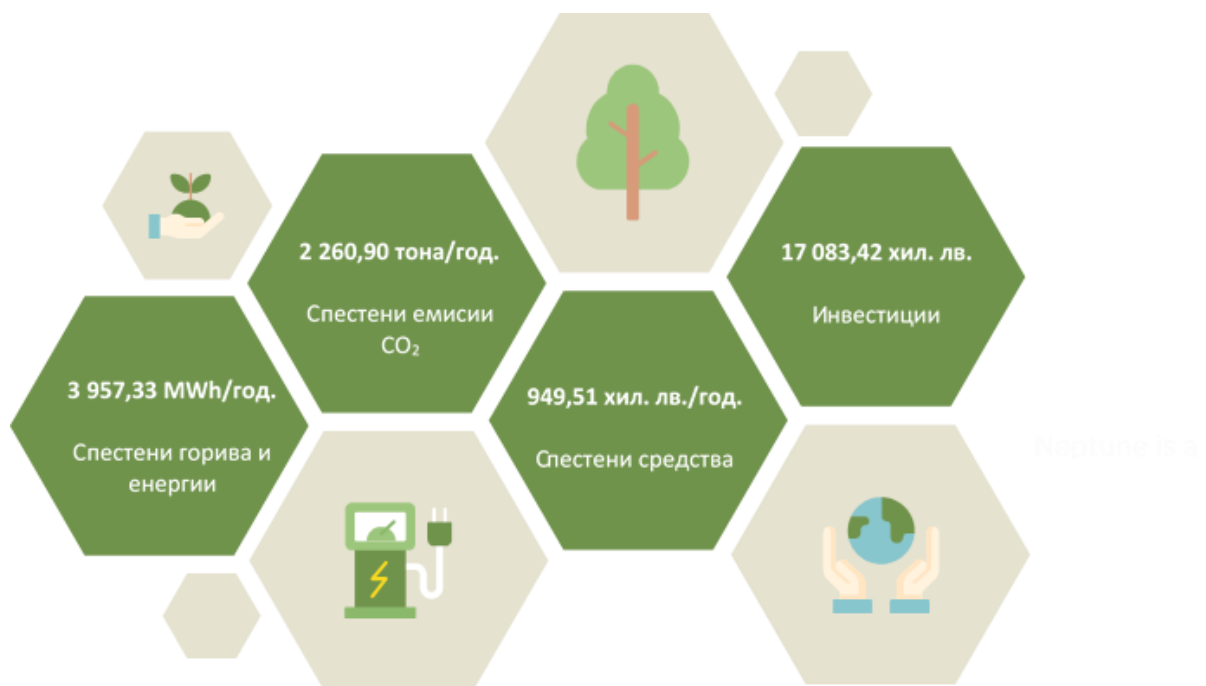 2 260,90 тона/год.
Спестени емисии
CO₂
17 083,42 хил. лв.
Инвестиции
3 957,33 MWh/год.
Спестени горива и
енергии
949,51 хил. лв./год.
Спестени средства
Neptune is a